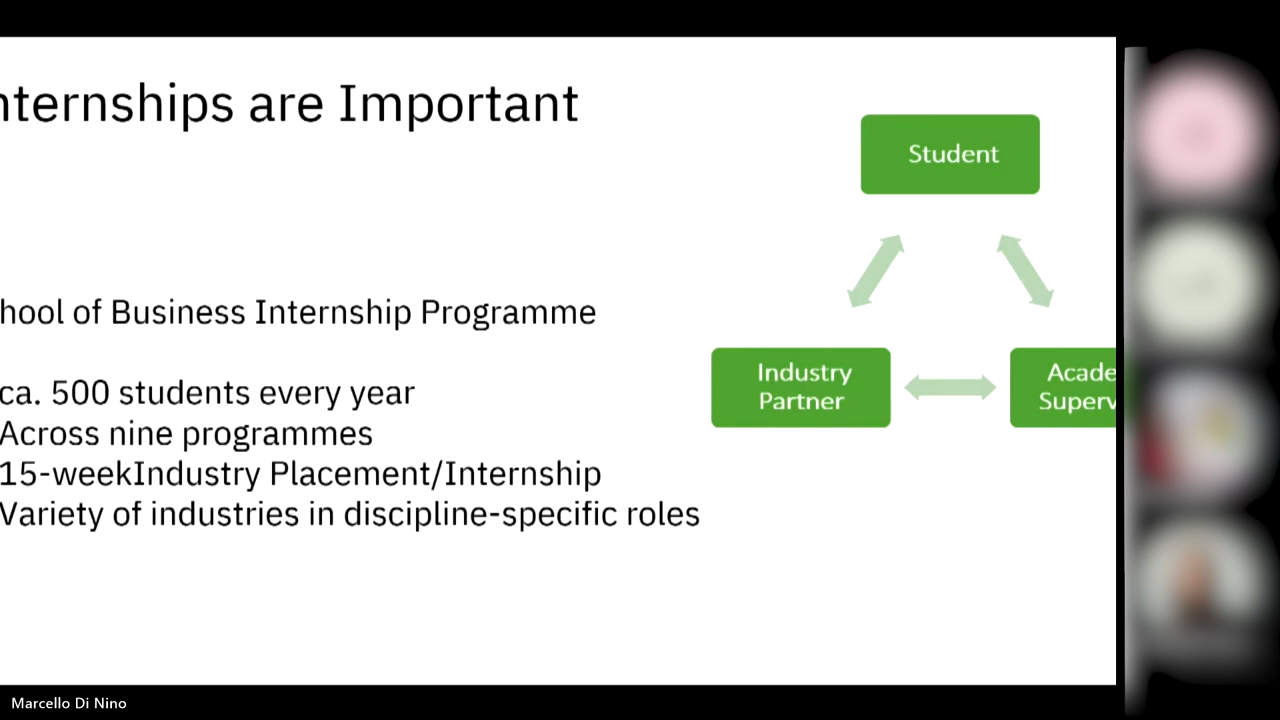 nternships are Important
Student
hool of Business Internship Programme
Industry
Partner
Acade
Superv
ca. 500 students every year
Across nine programmes
15-weekIndustry Placement/Internship
Variety of industries in discipline-specific roles
Marcello Di Nino